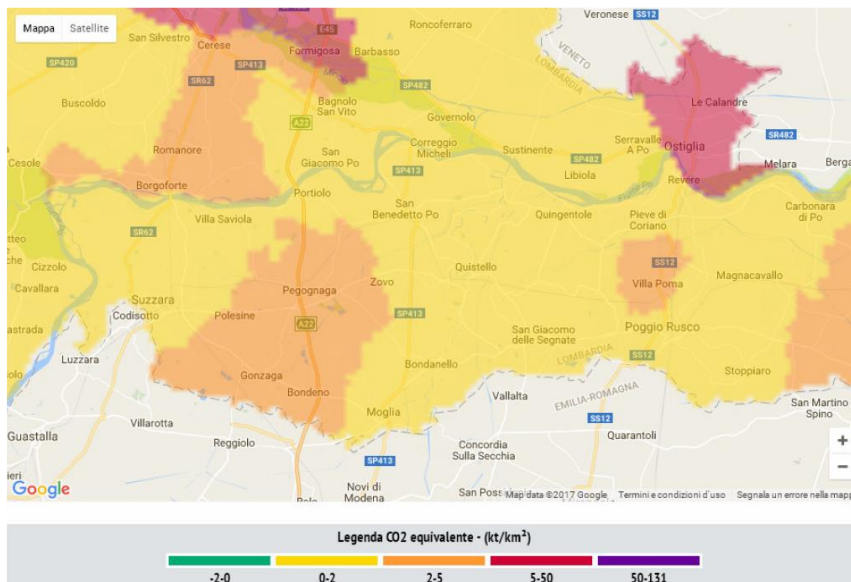 Mappa Satellite
Veronese
SS12
Roncoferraro
San Silvestro
Cerese
E45
Formigosa
Barbasso
VENETO
LOMBARDIA
SP420
SP413
SR62
SP482
Buscoldo
Bagnolo
San Vito
Le Calandre
A22
Governolo
Cesole
Romanore
San
Giacomo Po
Correggio
Micheli
Sustinente
Serravalle
A Po
Ostiglia
SR482
SP482
Libiola
Melara
Berga
Borgoforte
Portiolo
SP413
Revere
Fiume Po
Villa Saviola
San
Benedetto Po
Quingentole
Pieve di
Coriano
Carbonara
di Po
SR62
Cizzolo
Cavallara
Quistello
SS12
Magnacavallo
Pegognaga
Zovo
Villa Poma
Suzzara
Codisotto
Polesine
A22
SP413
San Giacomo
delle Segnate
Poggio Rusco
Luzzara
LOMBARDIA
SS12
Gonzaga
Bondeno
Bondanello
Stoppiaro
EMILIA-ROMAGNA
Villarotta
Moglia
Vallalta
San Martino
Spino
Guastalla
Reggiolo
SS12
Concordia
Sulla Secchia
Quarantoli
SP413
Novi di
Modena
Google
Map data ©2017 Google Termini e condizioni d'uso Segnala un errore nella mappa
Legenda CO2 equivalente - (kt/km²)
-2-0 0-2 2-5 5-50 50-131